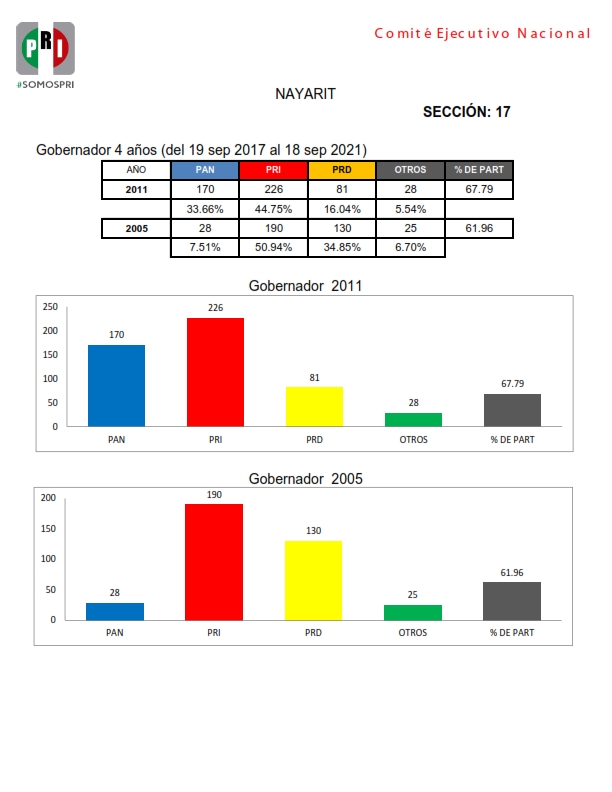 Comité Ejecutivo Nacional
PRI
#SOMOSPRI
NAYARIT
SECCIÓN: 17
Gobernador 4 años (del 19 sep 2017 al 18 sep 2021)
AÑO PAN PRI PRD OTROS % DE PART
2011 170 226 81 28 67.79
33.66% 44.75% 16.04% 5.54%
2005 28 190 130 25 61.96
7.51% 50.94% 34.85% 6.70%
Gobernador 2011
250
200
150
100
50
0
170
226
81
28
67.79
PAN PRI PRD OTROS % DE PART
Gobernador 2005
200
150
100
50
0
28
190
130
25
61.96
PAN PRI PRD OTROS % DE PART